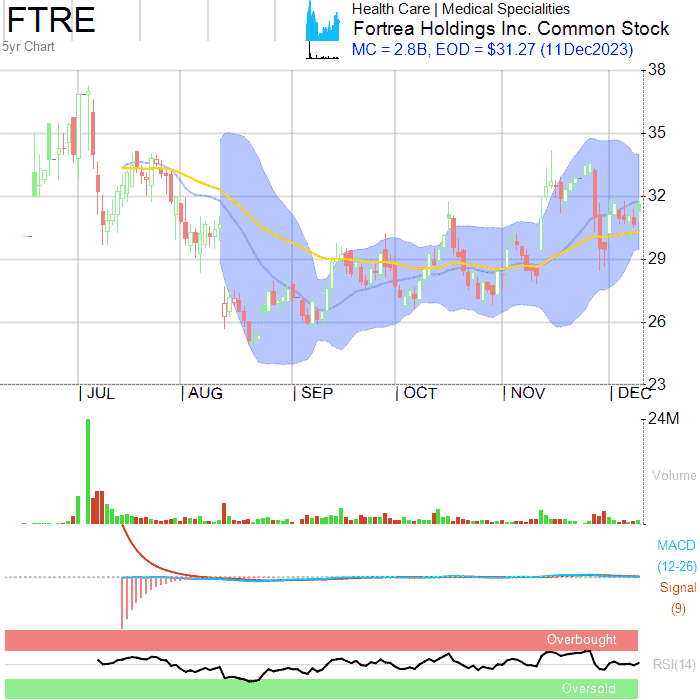 FTRE
5yr Chart
Health Care | Medical Specialities
Fortrea Holdings Inc. Common Stock
MC = 2.8B, EOD = $31.27 (11Dec2023)
38
35
32
29
26
23
| JUL | AUG | SEP | OCT | NOV | DEC
24M
Volume
MACD
(12-26)
Signal
(9)
Overbought
RSI(14)
Oversold